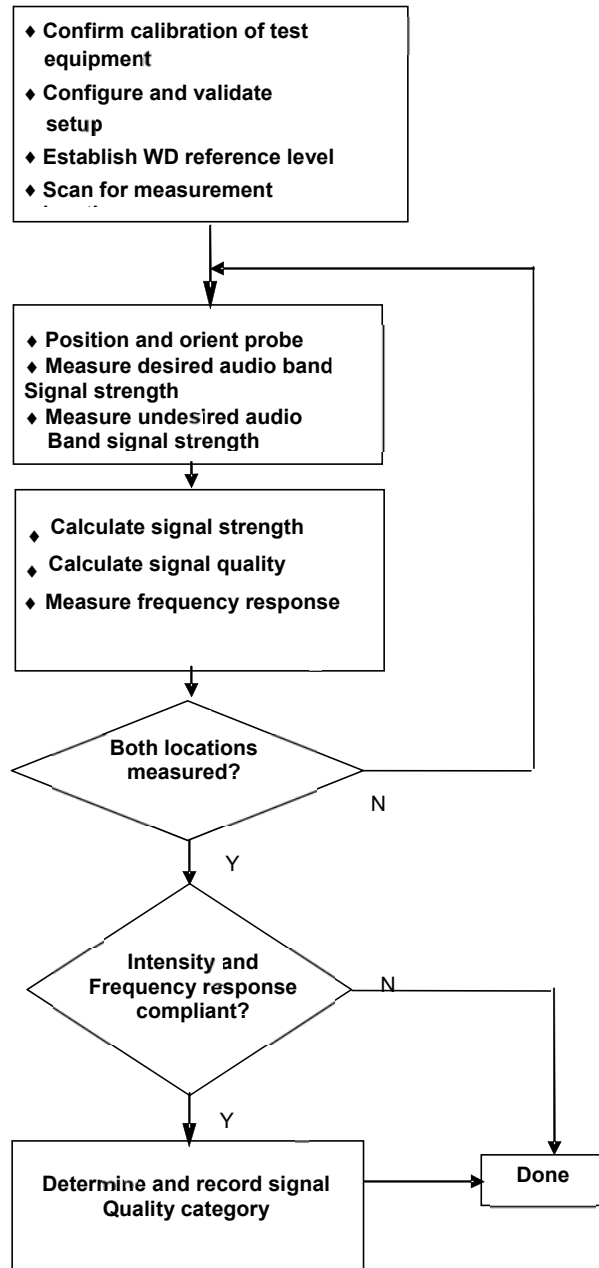 ♦ Confirm calibration of test
equipment
♦ Configure and validate
setup
♦ Establish WD reference level
♦ Scan for measurement
♦ Position and orient probe
♦ Measure desired audio band
Signal strength
♦ Measure undesired audio
Band signal strength
♦ Calculate signal strength
♦ Calculate signal quality
♦ Measure frequency response
Both locations
measured?
N
Y
Intensity and
Frequency response
compliant?
N
Y
Determine and record signal
Quality category
Done